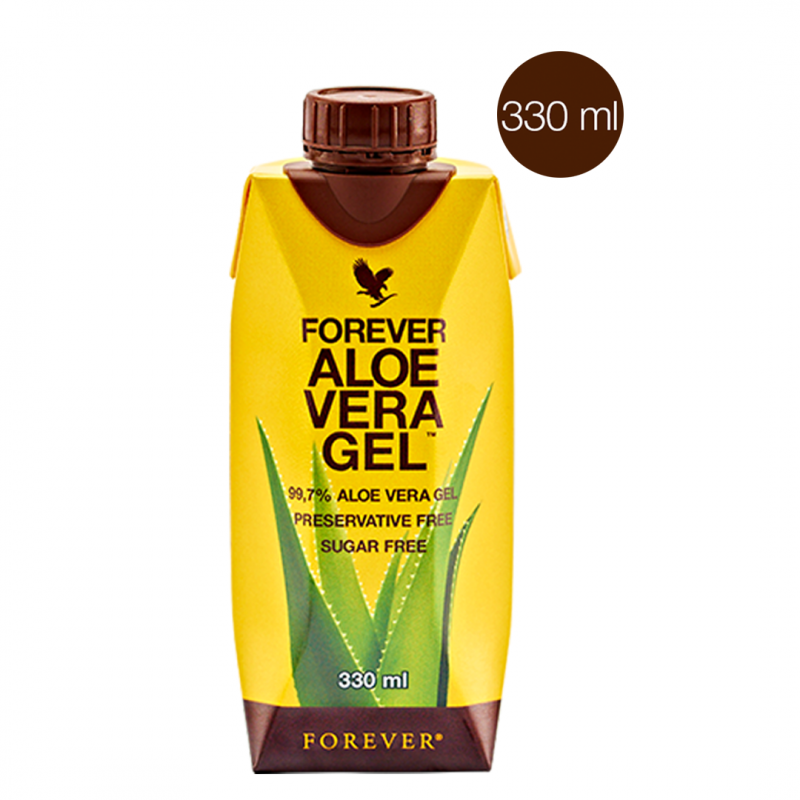 330 ml
FOREVER
ALOE
VERA
GEL™
99,7% ALOE VERA GEL
PRESERVATIVE FREE
SUGAR FREE
330 ml
FOREVER®